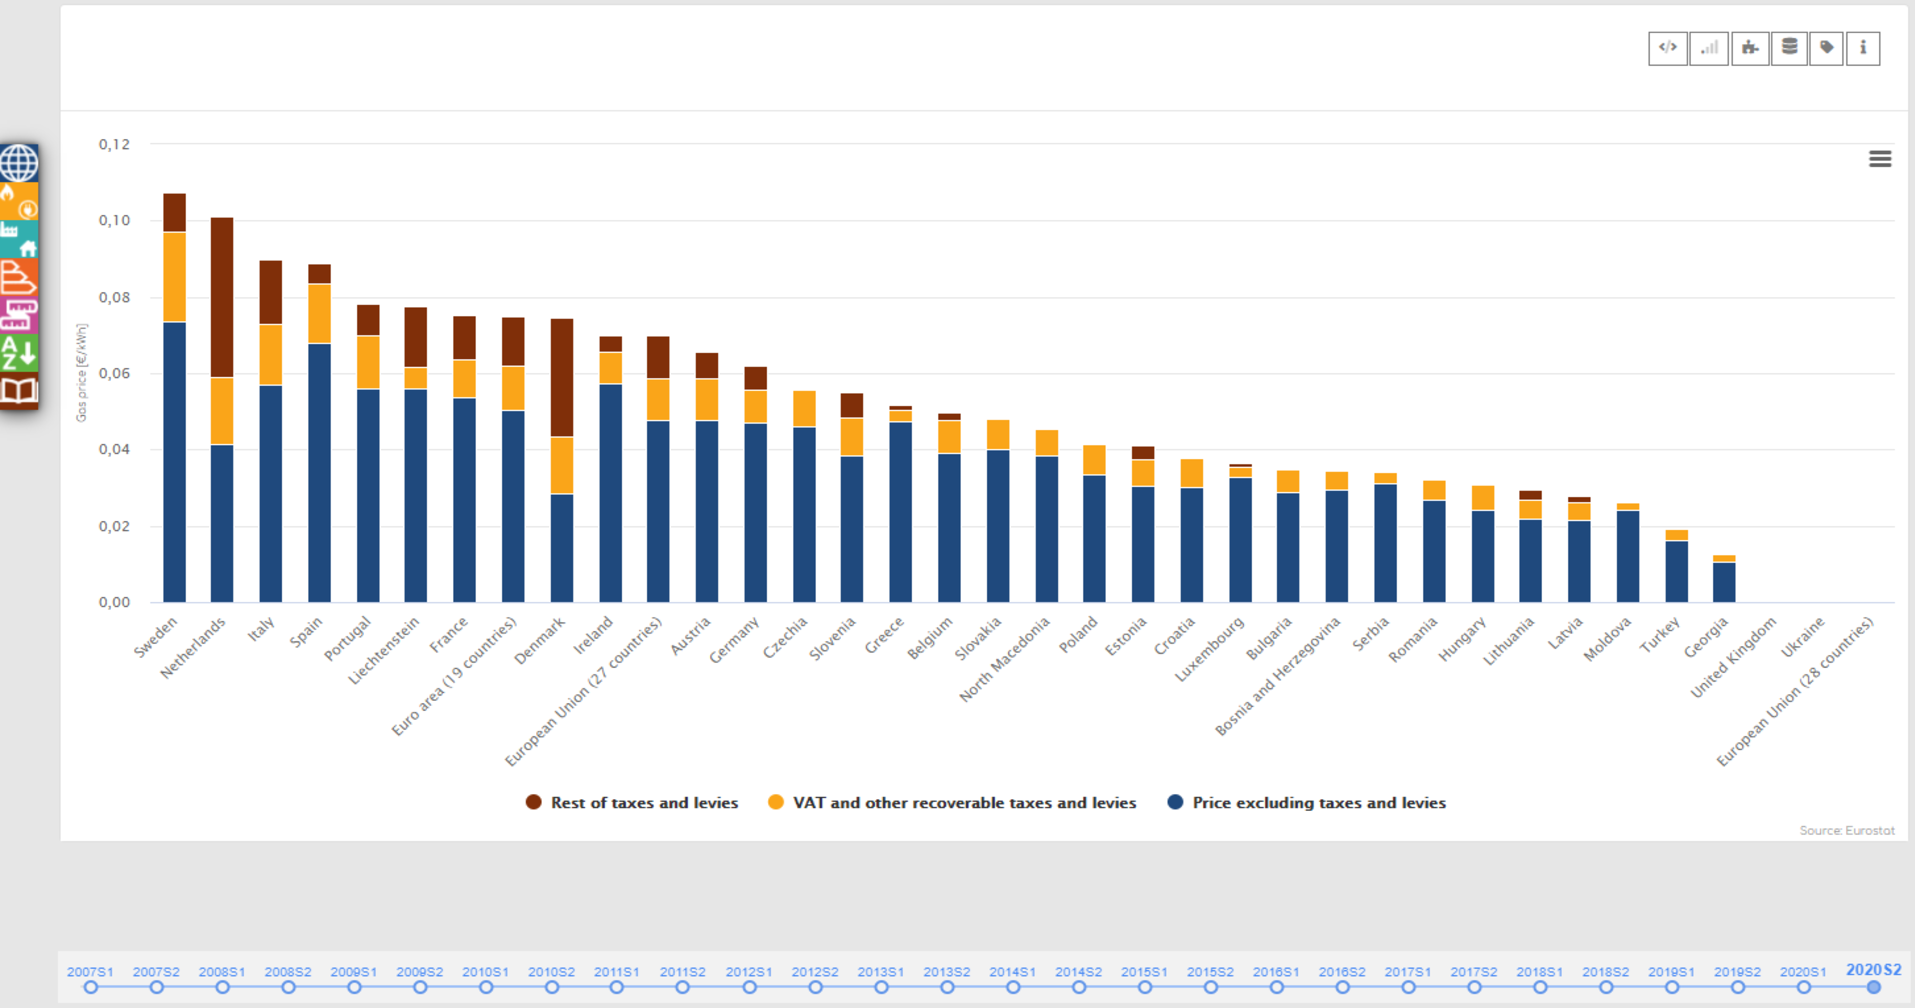 </>
i
0,12
0,10
0,08
0,06
0,04
0,02
0,00
Gas price [€/kWh]
A
Z
Sweden
Netherlands
Italy
Spain
Portugal
Liechtenstein
France
Euro area (19 countries)
Denmark
Ireland
European Union (27 countries)
Austria
Germany
Czechia
Slovenia
Greece
Belgium
Slovakia
North Macedonia
Poland
Estonia
Croatia
Luxembourg
Bulgaria
Bosnia and Herzegovina
Serbia
Romania
Hungary
Lithuania
Latvia
Moldova
Turkey
Georgia
United Kingdom
Ukraine
European Union (28 countries)
Rest of taxes and levies VAT and other recoverable taxes and levies Price excluding taxes and levies
Source: Eurostat
2007S1 2007S2 2008S1 2008S2 2009S1 2009S2 2010S1 2010S2 2011S1 2011S2 2012S1 2012S2 2013S1 2013S2 2014S1 2014S2 2015S1 2015S2 2016S1 2016S2 2017S1 2017S2 2018S1 2018S2 2019S1 2019S2 2020S1 2020S2